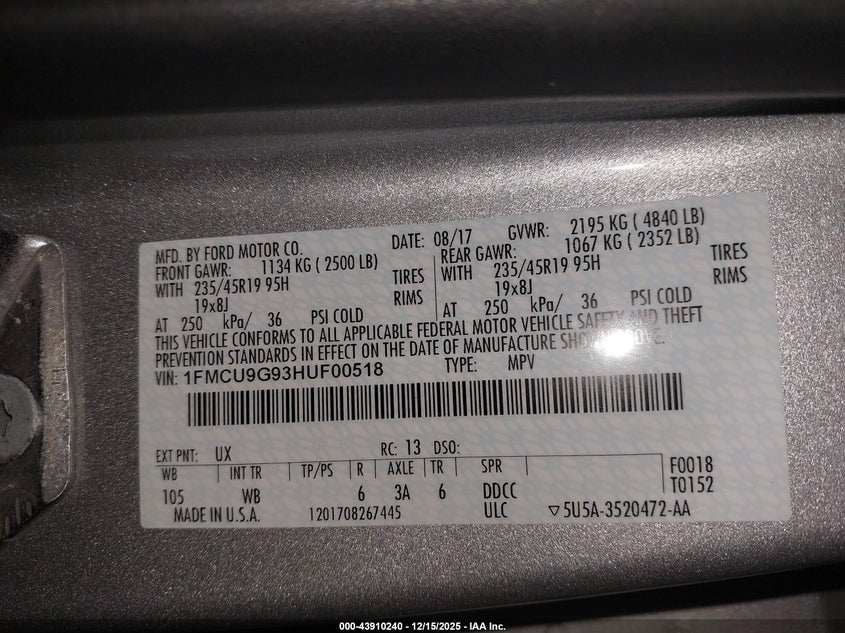 MFD. BY FORD MOTOR CO.
DATE: 08/17 GVWR: 2195 KG ( 4840 LB)
FRONT GAWR: 1134 KG ( 2500 LB) REAR GAWR: 1067 KG ( 2352 LB)
WITH 235/45R19 95H TIRES WITH 235/45R19 95H TIRES
19x8J RIMS 19x8J RIMS
AT 250 kPa/ 36 PSI COLD AT 250 kPa/ 36 PSI COLD
THIS VEHICLE CONFORMS TO ALL APPLICABLE FEDERAL MOTOR VEHICLE SAFETY AND THEFT
PREVENTION STANDARDS IN EFFECT ON THE DATE OF MANUFACTURE SHOWN ABOVE.
VIN: 1FMCU9G93HUF00518 TYPE: MPV
EXT PNT: UX RC: 13 DSO:
WB INT TR TP/PS R AXLE TR SPR F0018
105 WB 6 3A 6 DDCC T0152
MADE IN U.S.A. 1201708267445 ULC ▽5U5A-3520472-AA
000-43910240 - 12/15/2025 - IAA Inc.